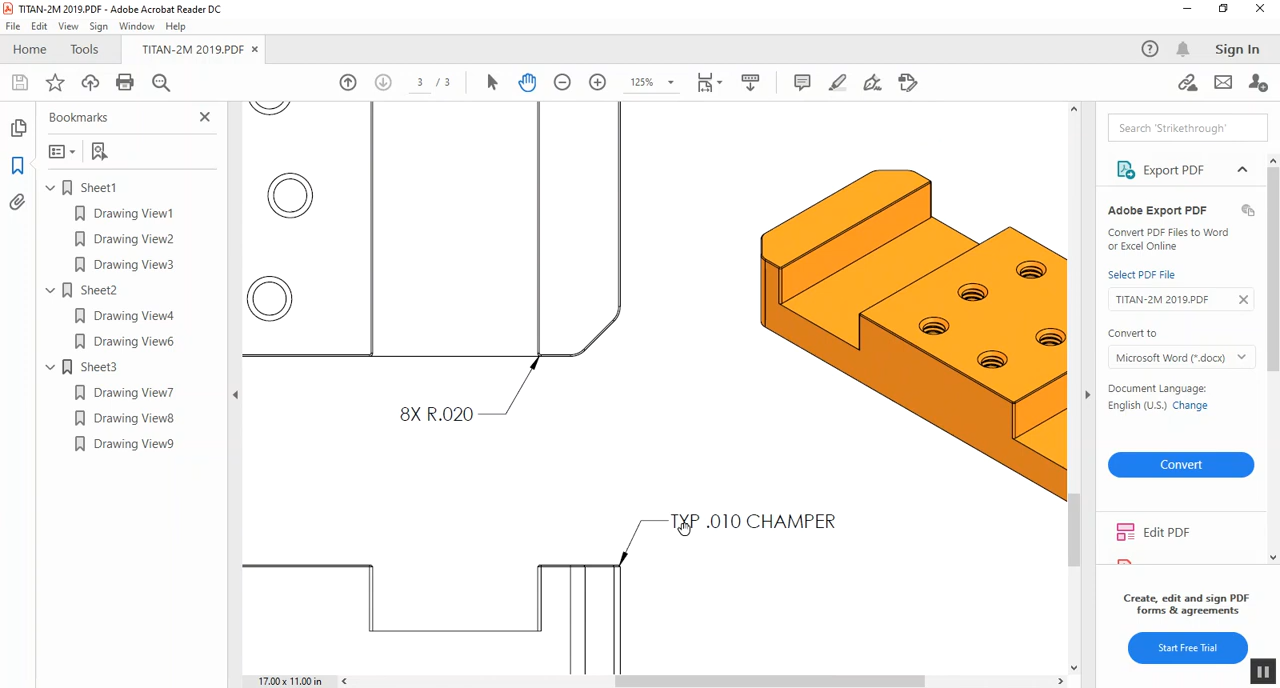 TITAN-2M 2019.PDF - Adobe Acrobat Reader DC
File Edit View Sign Window Help
Home Tools TITAN-2M 2019.PDF × Sign In
3 / 3 125%
Bookmarks
Sheet1
Drawing View1
Drawing View2
Drawing View3
Sheet2
Drawing View4
Drawing View6
Sheet3
Drawing View7
Drawing View8
Drawing View9
8X R.020
TYP .010 CHAMPER
17.00 x 11.00 in
Search 'Strikethrough'
Export PDF
Adobe Export PDF
Convert PDF Files to Word
or Excel Online
Select PDF File
TITAN-2M 2019.PDF
Convert to
Microsoft Word (*.docx)
Document Language:
English (U.S.) Change
Convert
Edit PDF
Create, edit and sign PDF
forms & agreements
Start Free Trial